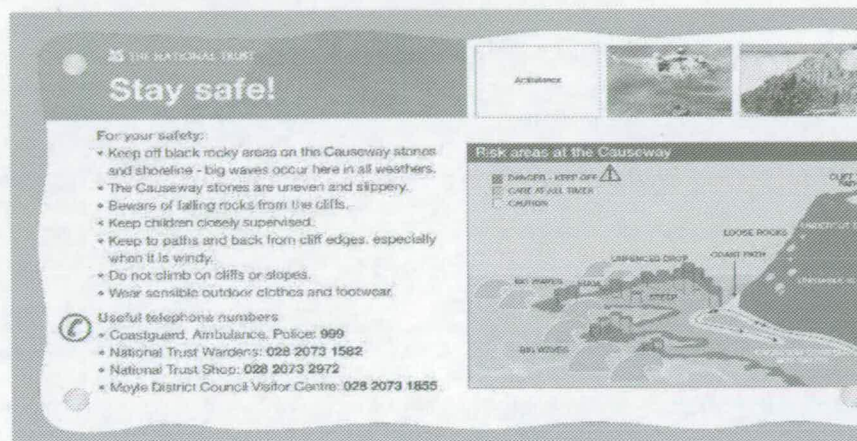 THE NATIONAL TRUST
Stay safe!
For your safety:
• Keep off black rocky areas on the Causeway stones
and shoreline - big waves occur here in all weathers.
• The Causeway stones are uneven and slippery.
• Beware of falling rocks from the cliffs.
• Keep children closely supervised.
• Keep to paths and back from cliff edges, especially
when it is windy.
• Do not climb on cliffs or slopes.
• Wear sensible outdoor clothes and footwear.
Useful telephone numbers
• Coastguard, Ambulance, Police: 999
• National Trust Wardens: 028 2073 1582
• National Trust Shop: 028 2073 2972
• Moyle District Council Visitor Centre: 028 2073 1855
Ambulance
Risk areas at the Causeway
DANGER - KEEP OFF
CARE AT ALL TIMES
CAUTION
LOOSE ROCKS
UNFENCED DROP
COAST PATH
BIG WAVES
STEEP
BIG WAVES